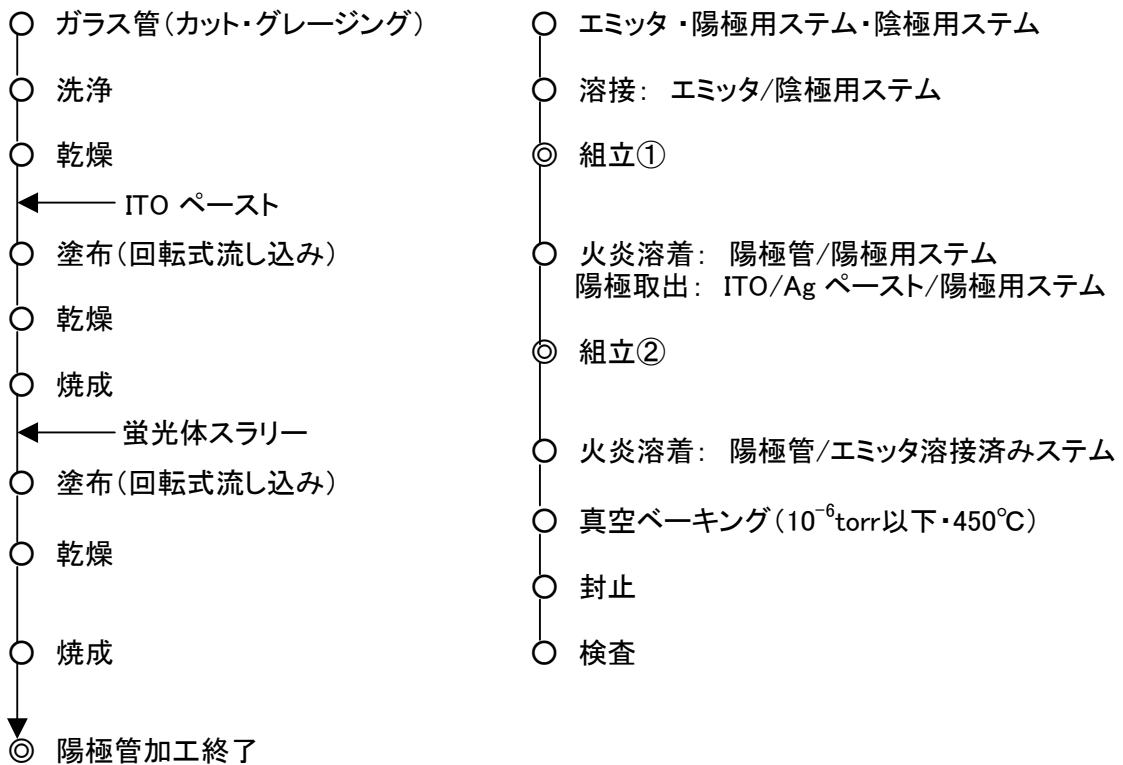 ガラス管(カット・グレージング)
洗浄
乾燥
ITO ペースト
塗布(回転式流し込み)
乾燥
焼成
蛍光体スラリー
塗布(回転式流し込み)
乾燥
焼成
陽極管加工終了
エミッタ ・陽極用ステム・陰極用ステム
溶接: エミッタ/陰極用ステム
組立①
火炎溶着: 陽極管/陽極用ステム
陽極取出: ITO/Ag ペースト/陽極用ステム
組立②
火炎溶着: 陽極管/エミッタ溶接済みステム
真空ベーキング(10⁻⁶torr以下・450℃)
封止
検査